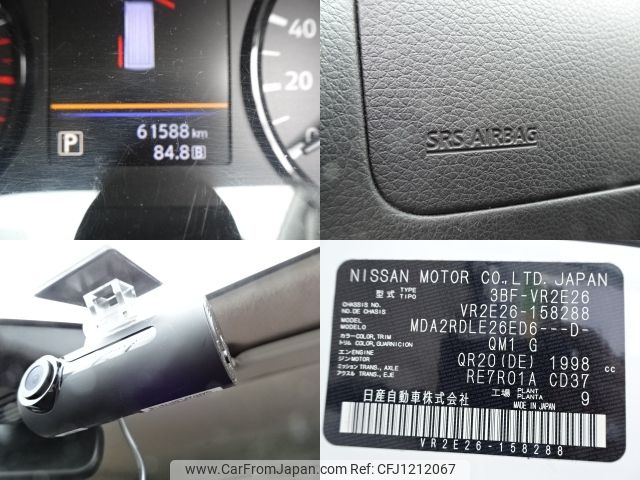 40
20
61588 km
P
84.8 B
SRS AIRBAG
NISSAN MOTOR CO.,LTD. JAPAN
型式 TYPE TIPO 3BF-VR2E26
CHASSIS NO. NO.DE CHASSIS VR2E26-158288
MODEL MODELO MDA2RDLE26ED6---D-
カラー COLOR,TRIM トリム COLOR,GUARNICION QM1 G
エンジン ENGINE MOTOR QR20(DE) 1998 cc
ミッション TRANS., AXLE アクスル TRANS., EJE RE7R01A CD37
日産自動車株式会社 工場 PLANT PLANTA 9
MADE IN JAPAN
VR2E26-158288
www.CarFromJapan.com - CFJ1212067